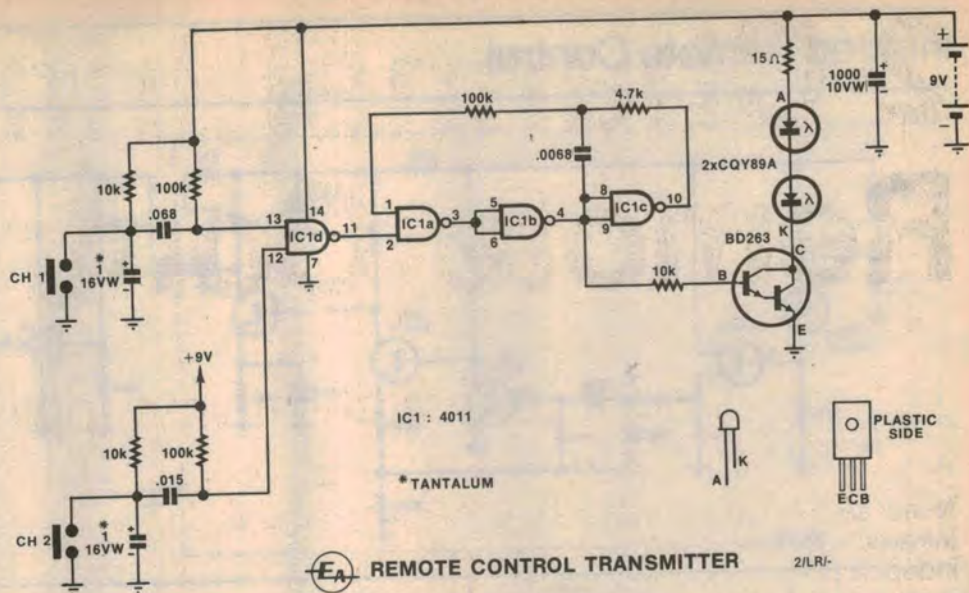 15Ω
1000
10VW
+
-
+
9V
-
A
λ
2xCQY89A
λ
K
C
BD263
B
E
100k
4.7k
.0068
10k
100k
.068
13
14
IC1d
11
12
7
1
2
IC1a
3
5
6
IC1b
4
8
9
IC1c
10
10k
CH 1
*
1
16VW
+
-
+9V
10k
100k
.015
CH 2
*
1
16VW
+
-
IC1 : 4011
*TANTALUM
A
K
PLASTIC
SIDE
ECB
EA REMOTE CONTROL TRANSMITTER
2/LR/-